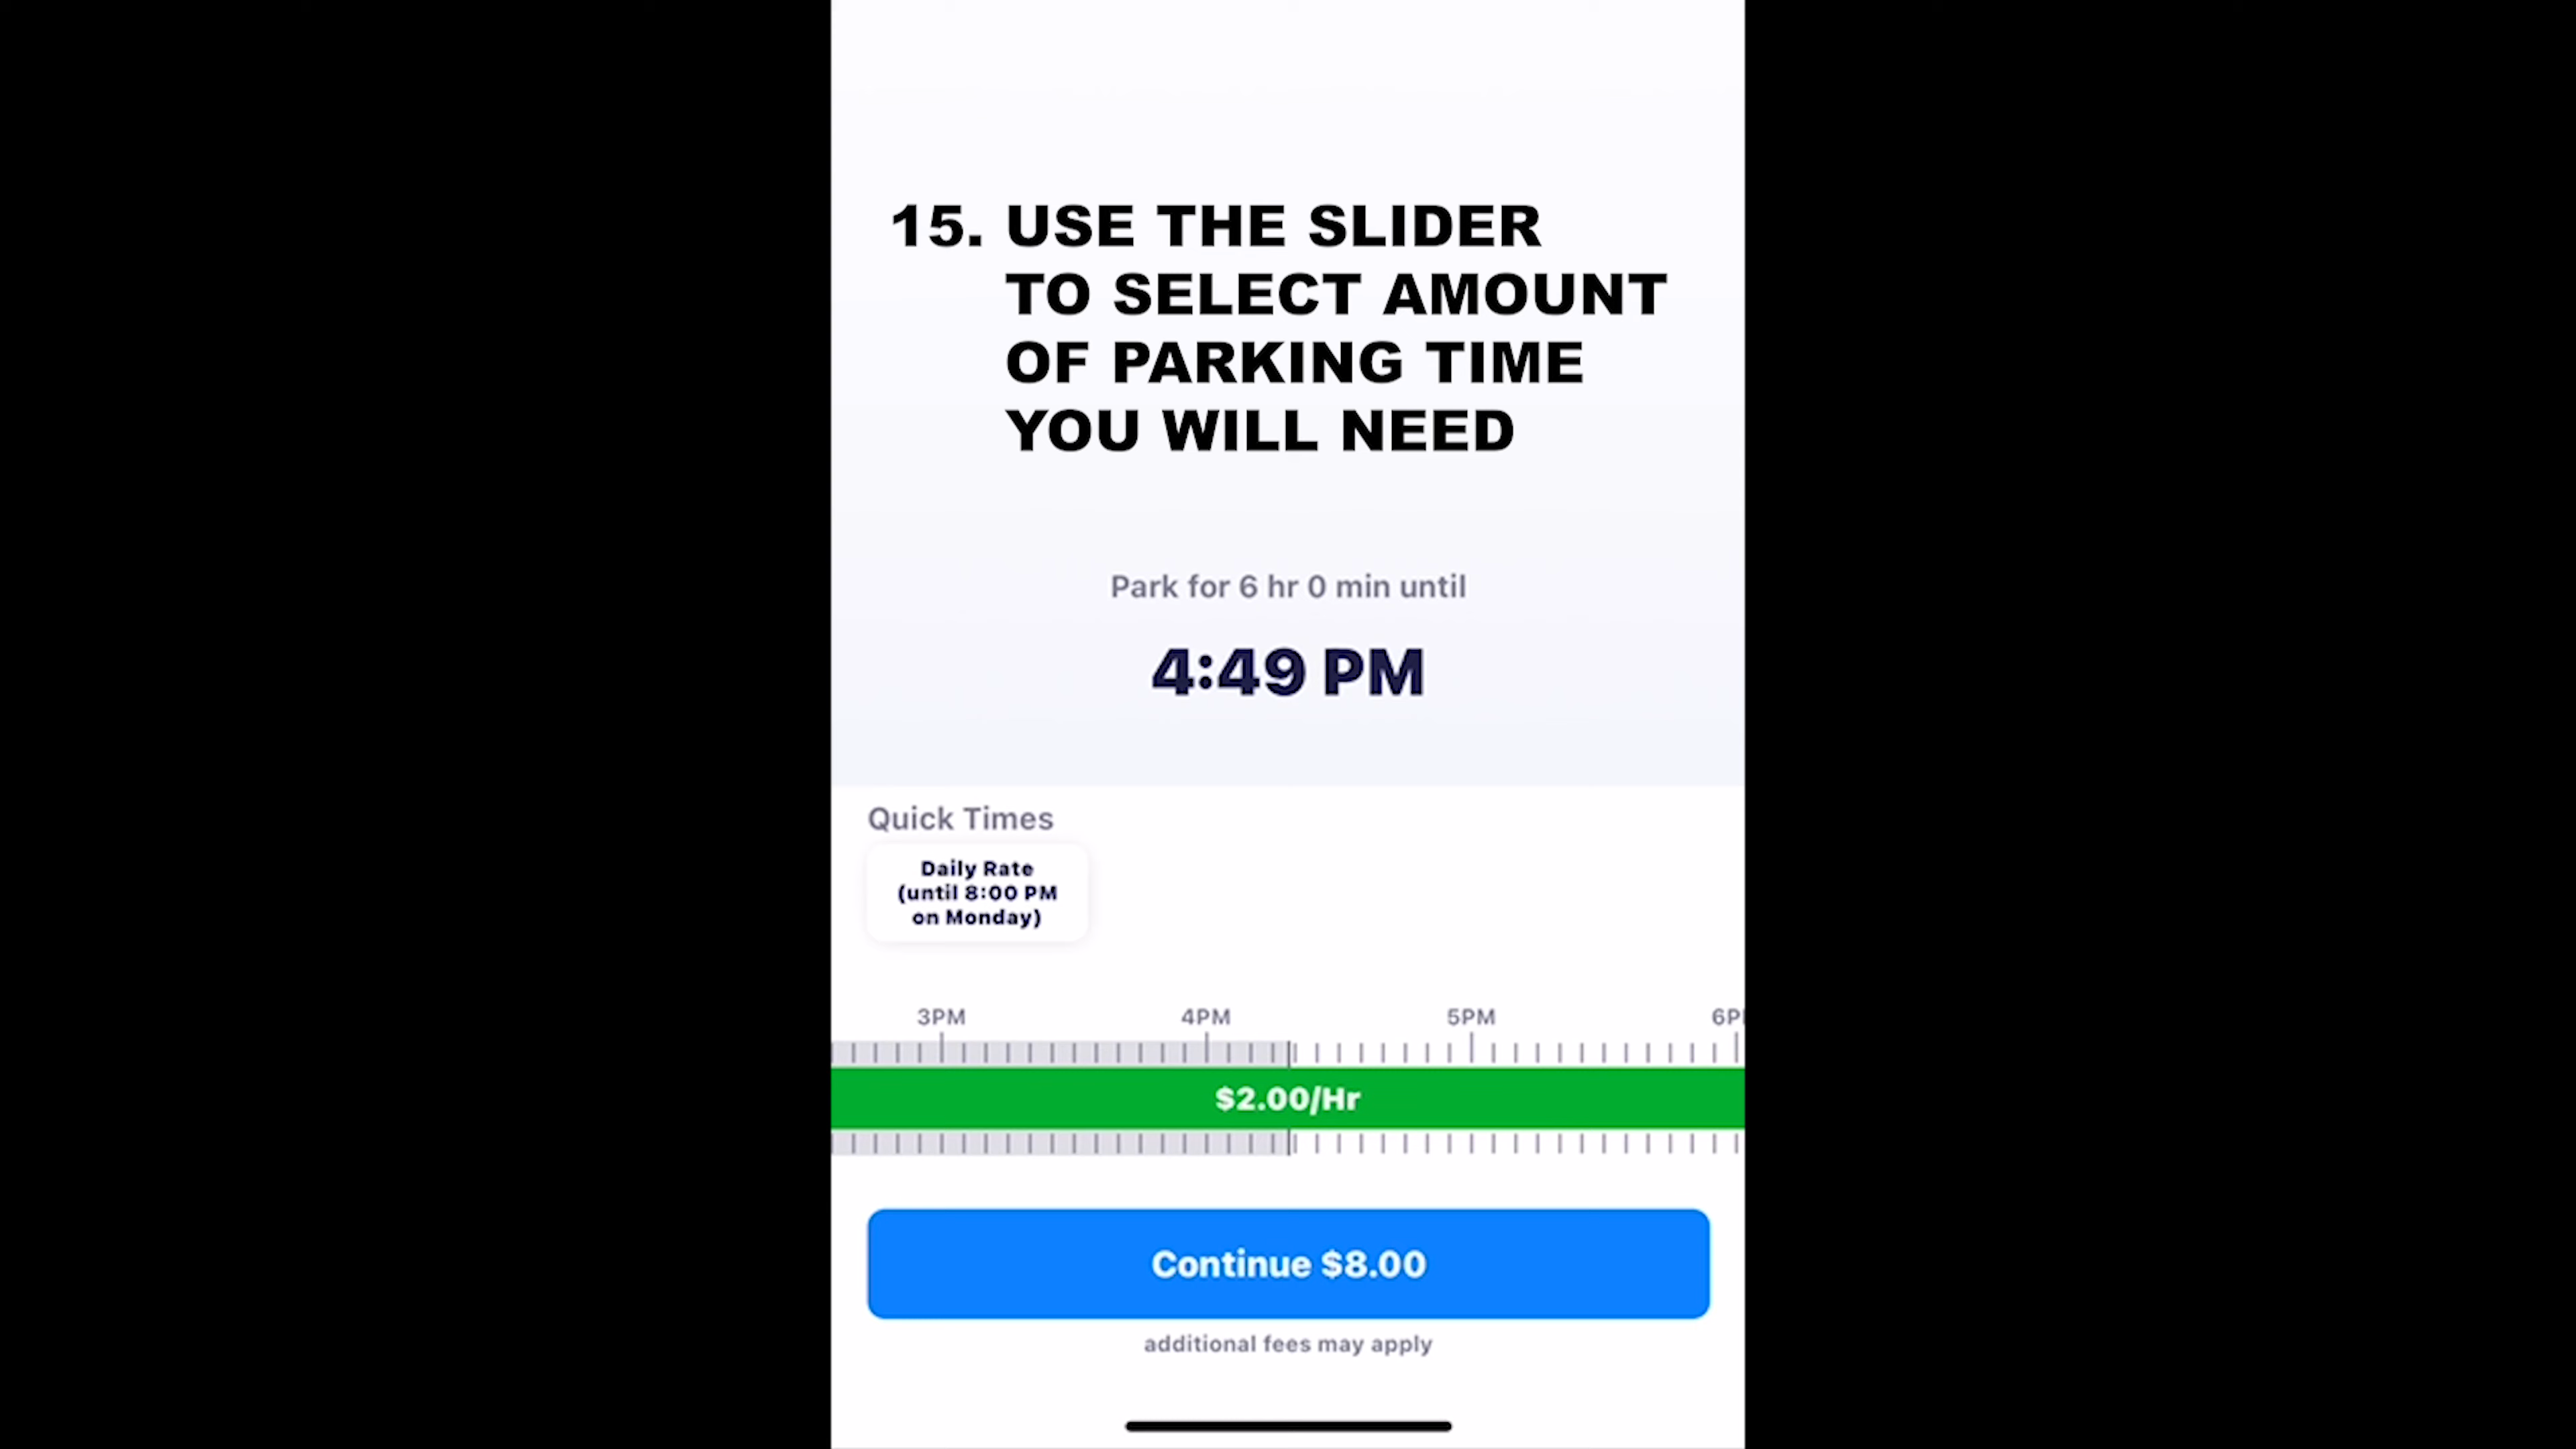 15. USE THE SLIDER
TO SELECT AMOUNT
OF PARKING TIME
YOU WILL NEED
Park for 6 hr 0 min until
4:49 PM
Quick Times
Daily Rate
(until 8:00 PM
on Monday)
3PM 4PM 5PM 6P
$2.00/Hr
Continue $8.00
additional fees may apply